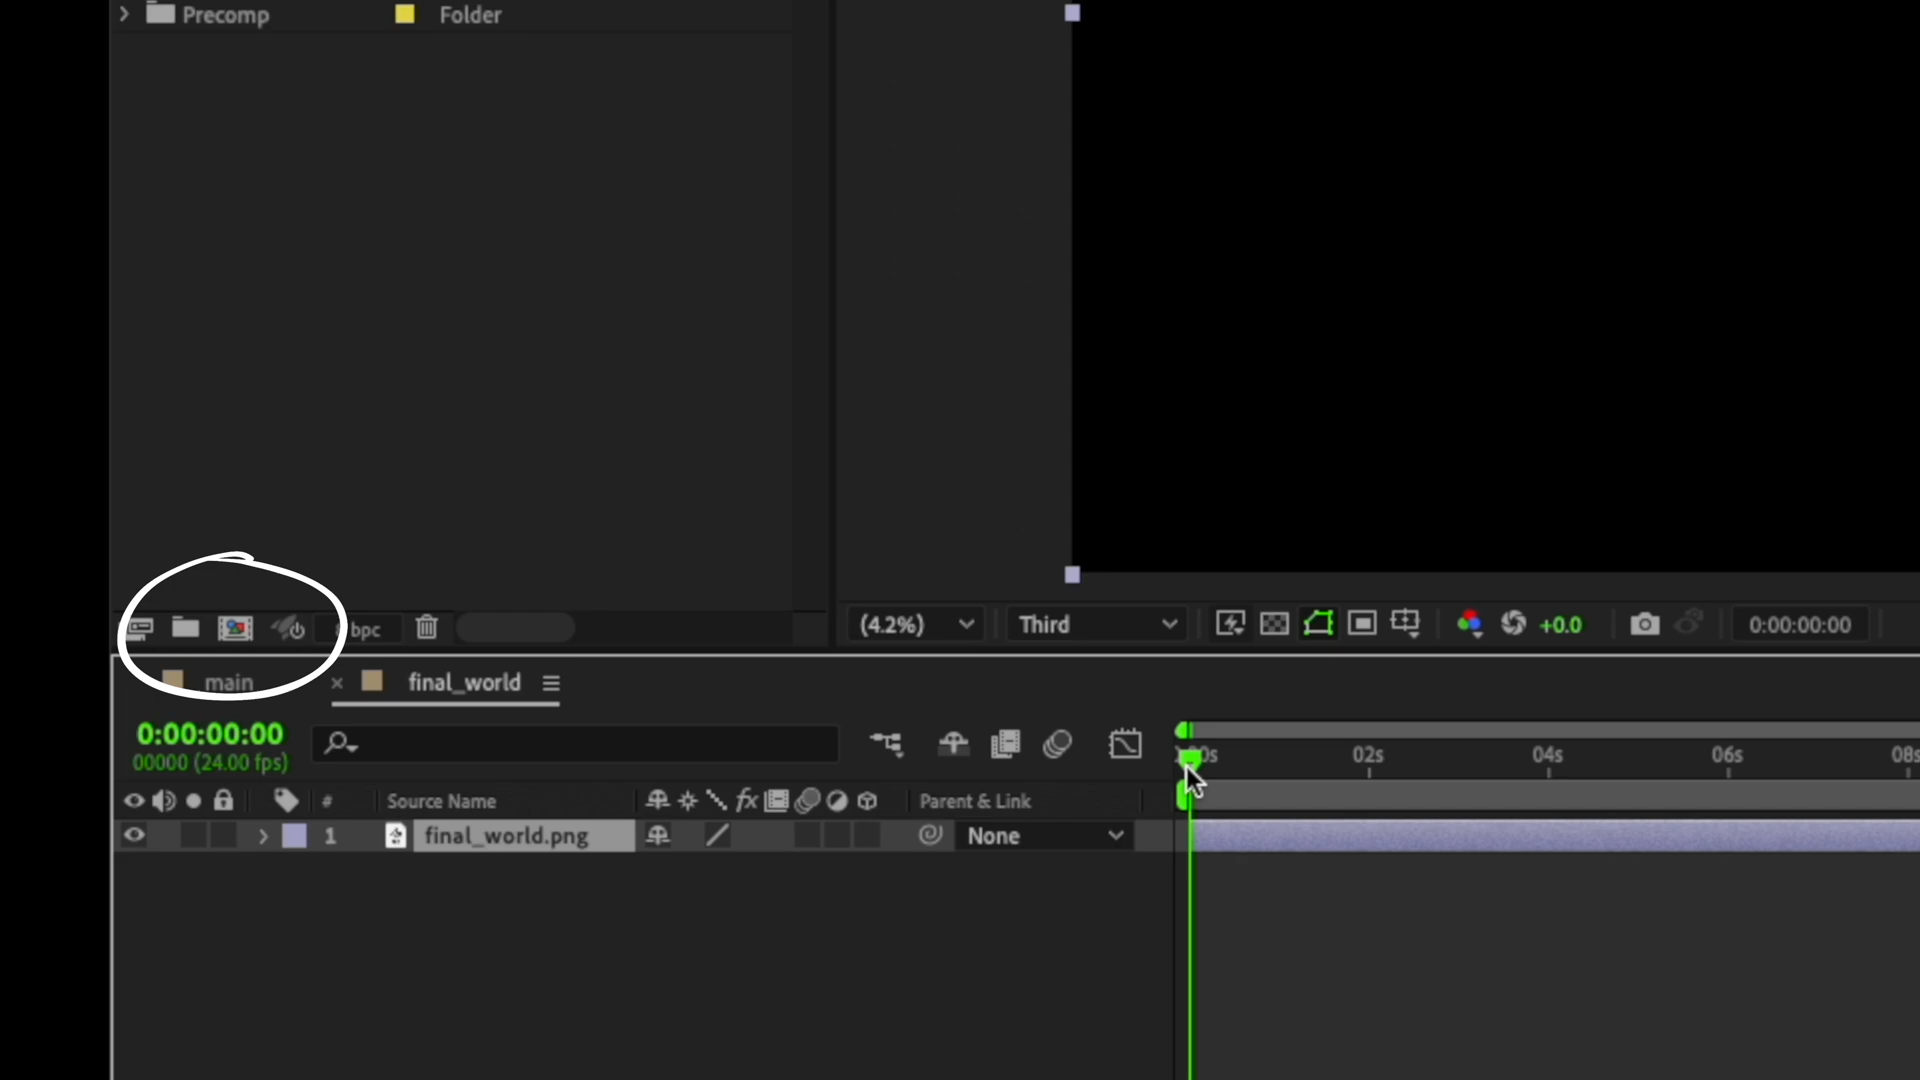 Precomp Folder
bpc
(4.2%) Third +0.0 0:00:00:00
main × final_world
0:00:00:00
00000 (24.00 fps)
02s 04s 06s 08s
# Source Name fx Parent & Link
1 final_world.png None